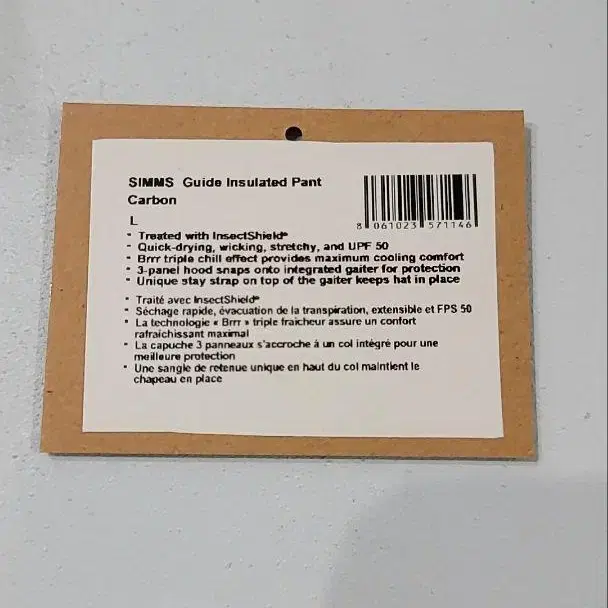 SIMMS Guide Insulated Pant
Carbon
L
8 061023 571146
* Treated with InsectShield®
* Quick-drying, wicking, stretchy, and UPF 50
* Brrr triple chill effect provides maximum cooling comfort
* 3-panel hood snaps onto integrated gaiter for protection
* Unique stay strap on top of the gaiter keeps hat in place
* Traité avec InsectShield®
* Séchage rapide, évacuation de la transpiration, extensible et FPS 50
* La technologie « Brrr » triple fraicheur assure un confort
rafraichissant maximal
* La capuche 3 panneaux s'accroche à un col intégré pour une
meilleure protection
* Une sangle de retenue unique en haut du col maintient le
chapeau en place